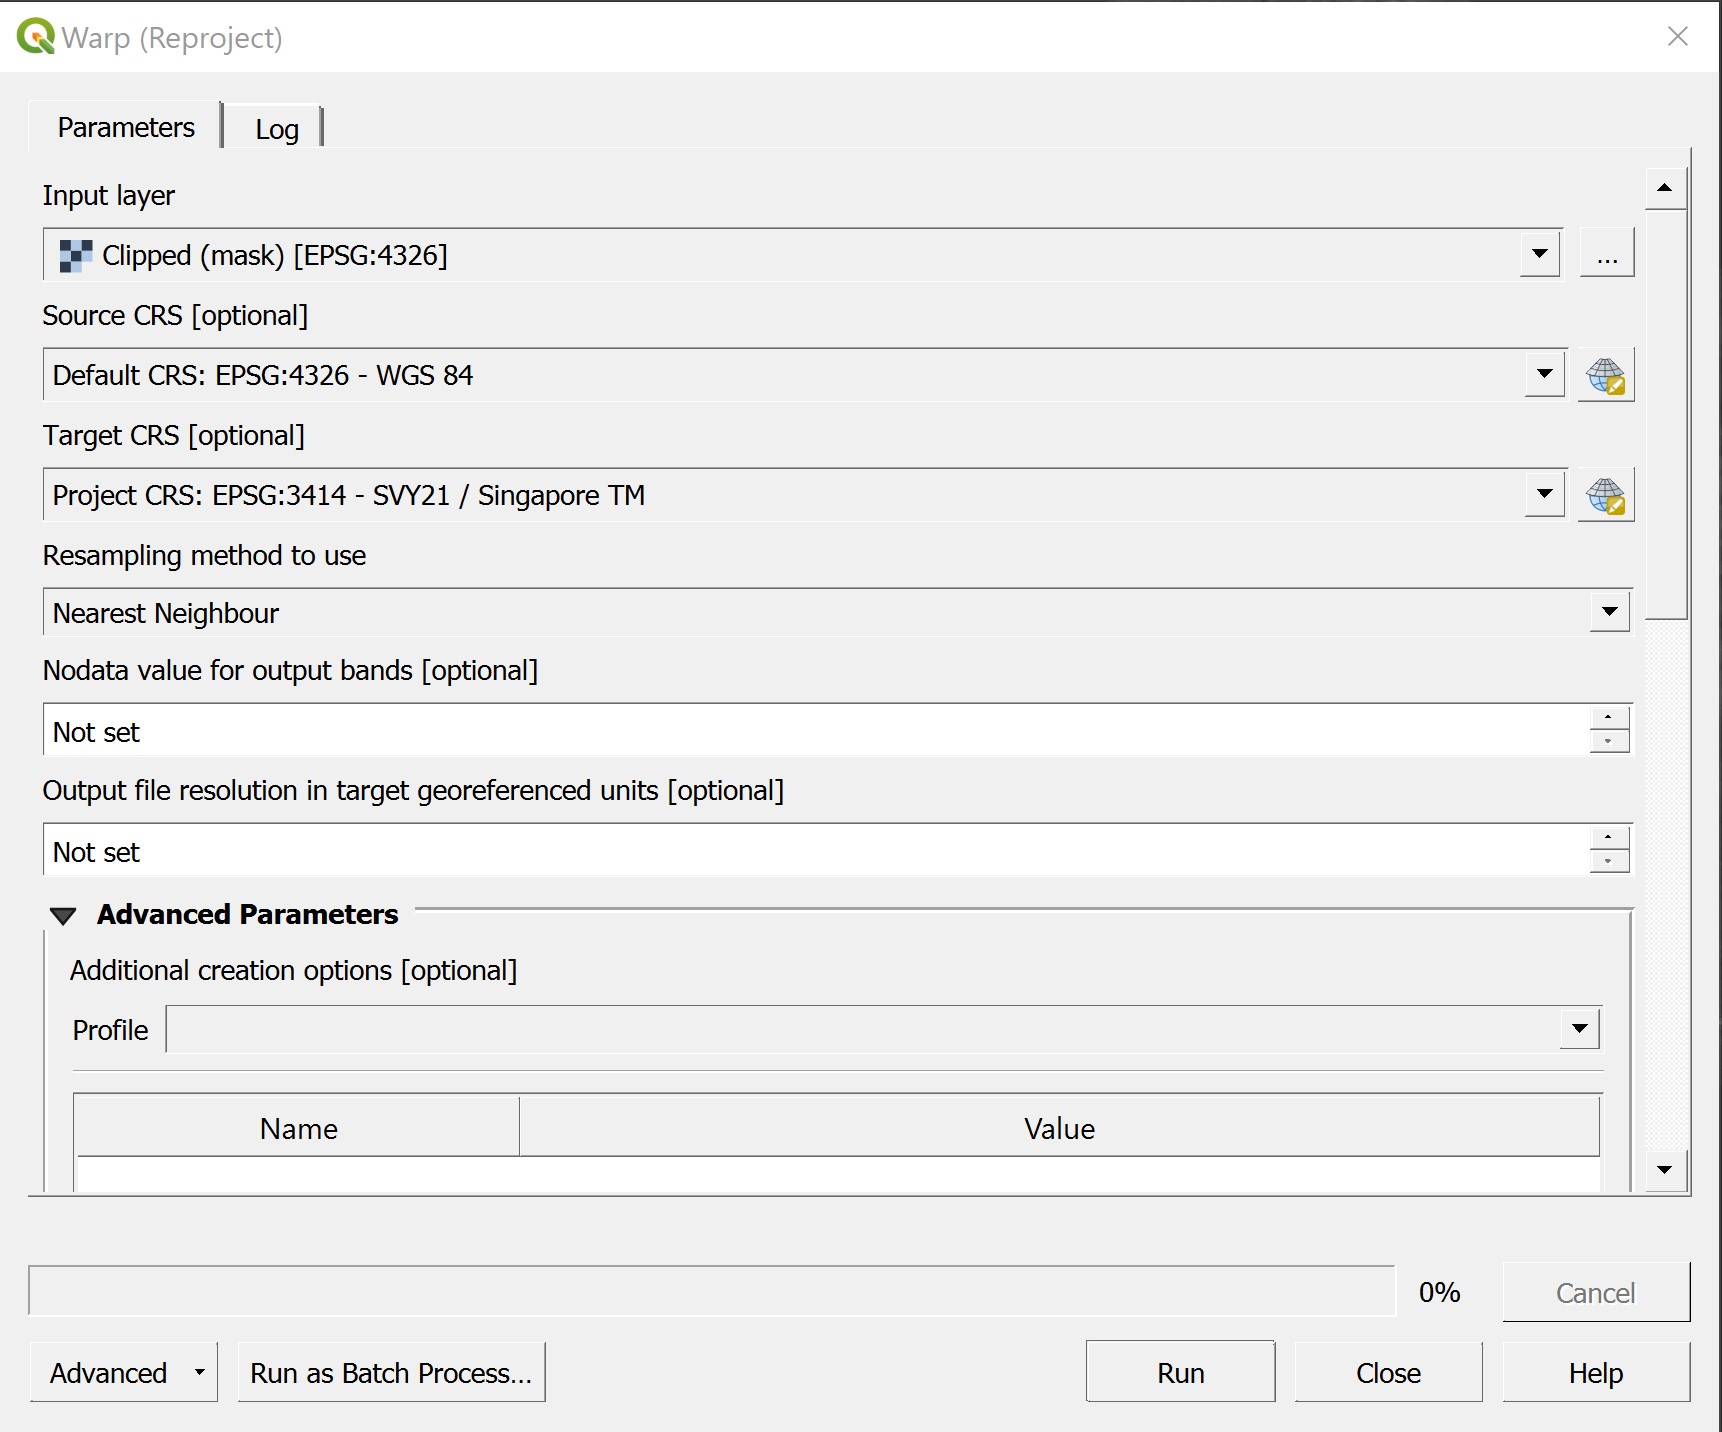 Warp (Reproject)
Parameters
Log
Input layer
Clipped (mask) [EPSG:4326]
...
Source CRS [optional]
Default CRS: EPSG:4326 - WGS 84
Target CRS [optional]
Project CRS: EPSG:3414 - SVY21 / Singapore TM
Resampling method to use
Nearest Neighbour
Nodata value for output bands [optional]
Not set
Output file resolution in target georeferenced units [optional]
Not set
Advanced Parameters
Additional creation options [optional]
Profile
Name Value
0% Cancel
Advanced Run as Batch Process... Run Close Help